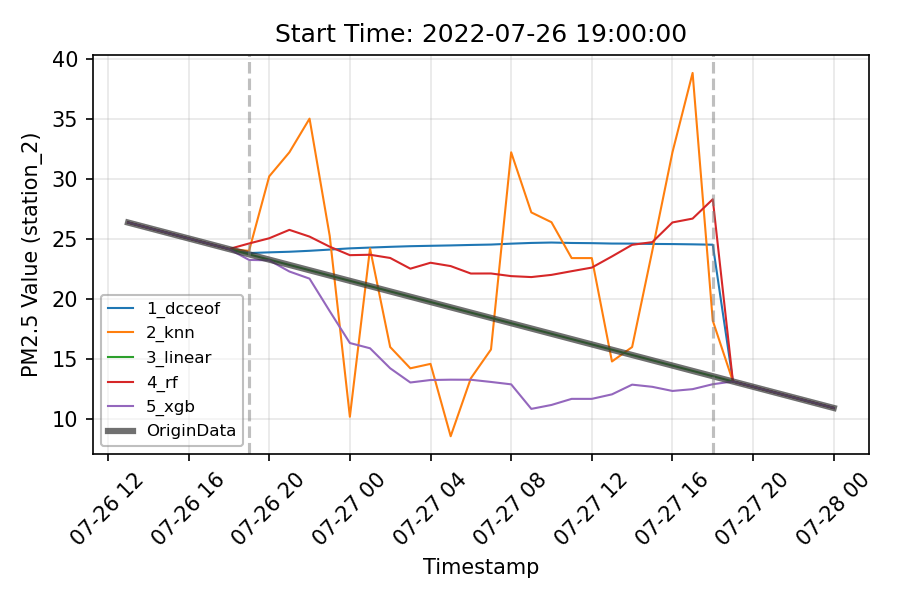 Start Time: 2022-07-26 19:00:00
PM2.5 Value (station_2)
40
35
30
25
20
15
10
1_dcceof
2_knn
3_linear
4_rf
5_xgb
OriginData
07-26 12
07-26 16
07-26 20
07-27 00
07-27 04
07-27 08
07-27 12
07-27 16
07-27 20
07-28 00
Timestamp